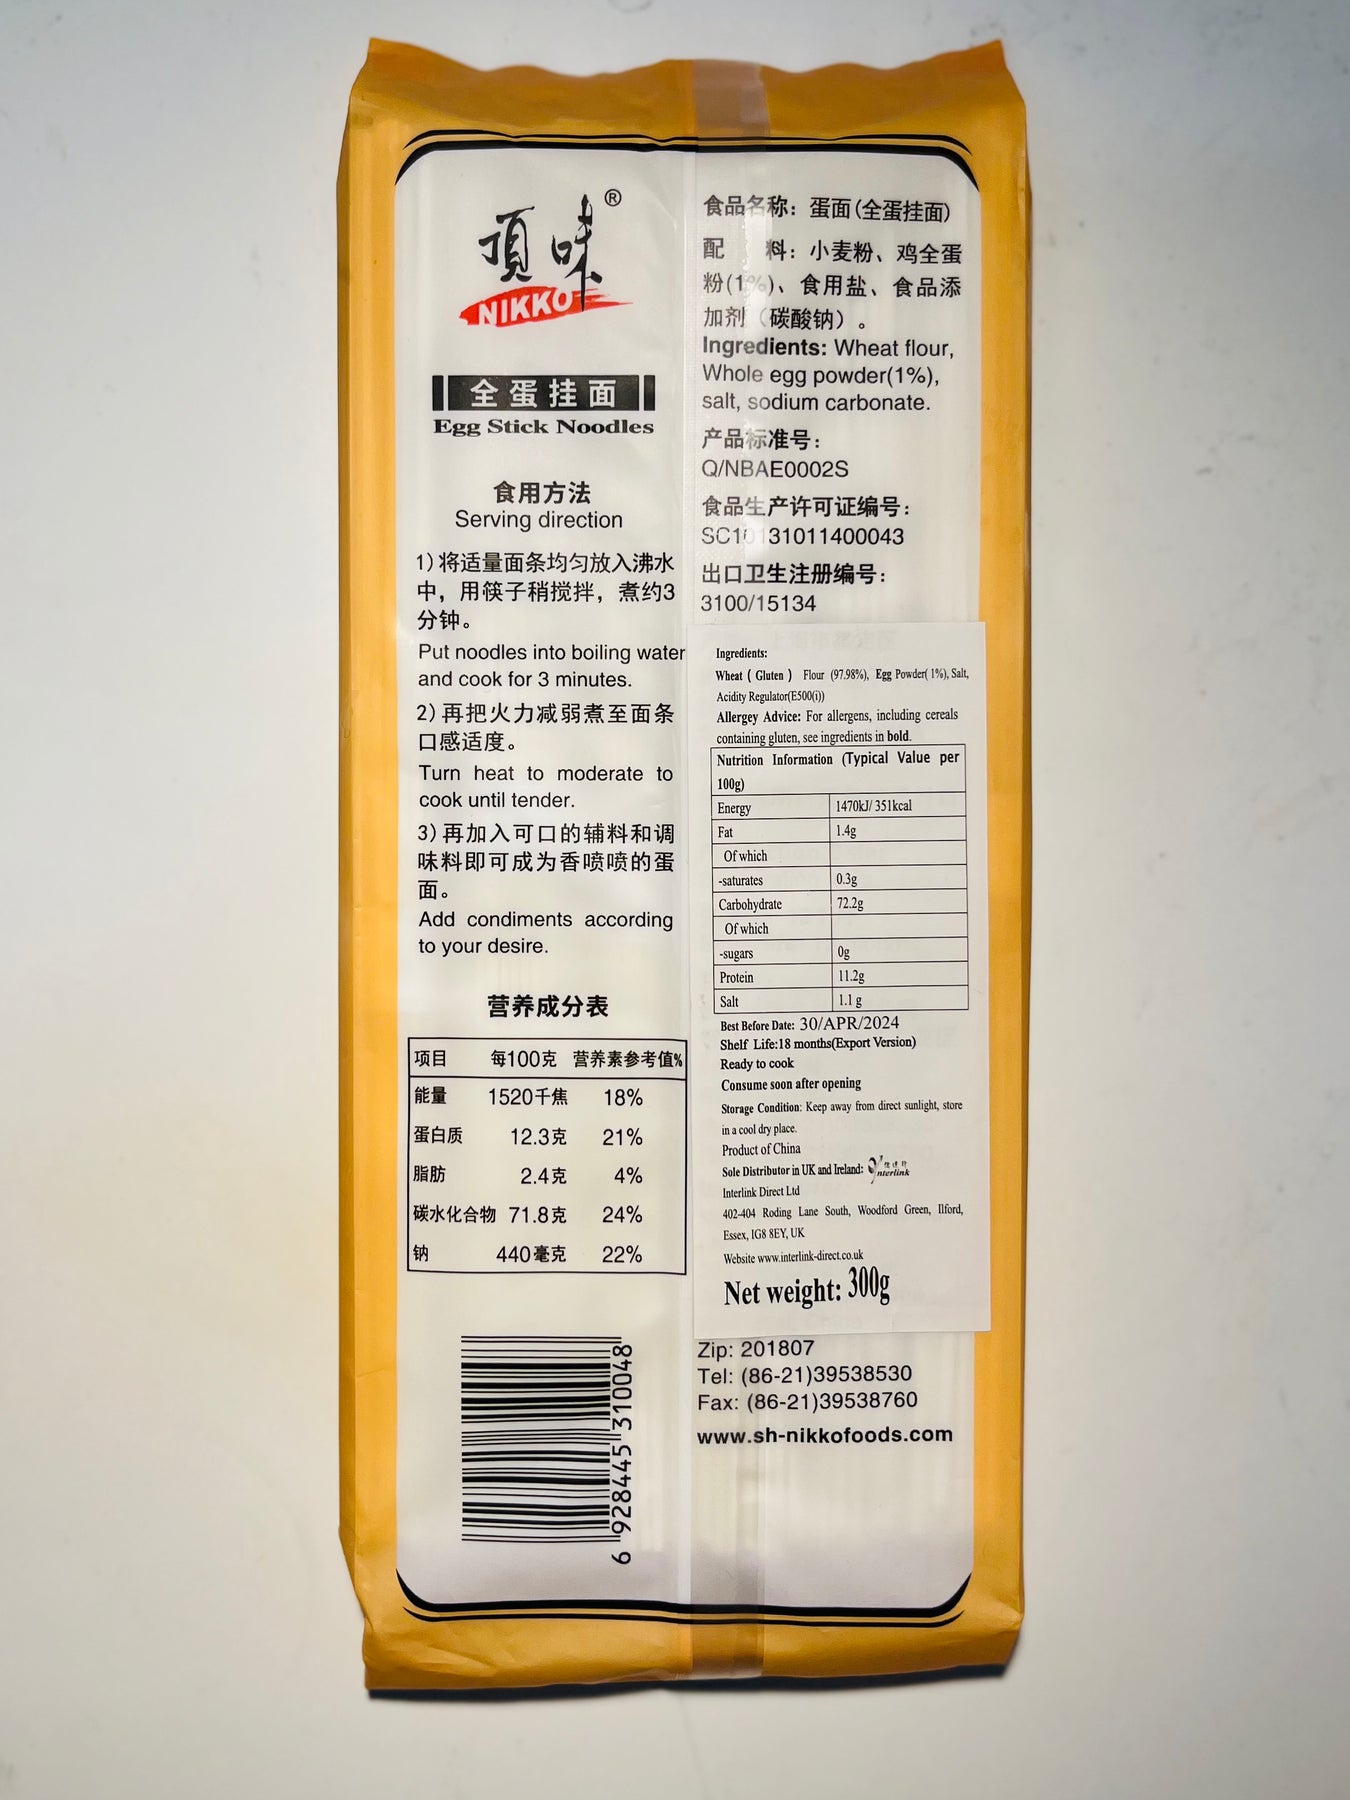 頂味®
NIKKO
全蛋挂面
Egg Stick Noodles
食用方法
Serving direction
1)将适量面条均匀放入沸水
中，用筷子稍搅拌，煮约3
分钟。
Put noodles into boiling water
and cook for 3 minutes.
2)再把火力减弱煮至面条
口感适度。
Turn heat to moderate to
cook until tender.
3)再加入可口的辅料和调
味料即可成为香喷喷的蛋
面。
Add condiments according
to your desire.
营养成分表
项目 每100克 营养素参考值%
能量 1520千焦 18%
蛋白质 12.3克 21%
脂肪 2.4克 4%
碳水化合物 71.8克 24%
钠 440毫克 22%
6 928445 310048
食品名称：蛋面(全蛋挂面)
配 料：小麦粉、鸡全蛋
粉(1%)、食用盐、食品添
加剂（碳酸钠）。
Ingredients: Wheat flour,
Whole egg powder(1%),
salt, sodium carbonate.
产品标准号：
Q/NBAE0002S
食品生产许可证编号：
SC10131011400043
出口卫生注册编号：
3100/15134
Ingredients:
Wheat ( Gluten ) Flour (97.98%), Egg Powder( 1%), Salt,
Acidity Regulator(E500(i))
Allergey Advice: For allergens, including cereals
containing gluten, see ingredients in bold.
Nutrition Information (Typical Value per
100g)
Energy 1470kJ/ 351kcal
Fat 1.4g
Of which
-saturates 0.3g
Carbohydrate 72.2g
Of which
-sugars 0g
Protein 11.2g
Salt 1.1 g
Best Before Date: 30/APR/2024
Shelf Life:18 months(Export Version)
Ready to cook
Consume soon after opening
Storage Condition: Keep away from direct sunlight, store
in a cool dry place.
Product of China
Sole Distributor in UK and Ireland: Interlink
Interlink Direct Ltd
402-404 Roding Lane South, Woodford Green, Ilford,
Essex, IG8 8EY, UK
Website www.interlink-direct.co.uk
Net weight: 300g
Zip: 201807
Tel: (86-21)39538530
Fax: (86-21)39538760
www.sh-nikkofoods.com